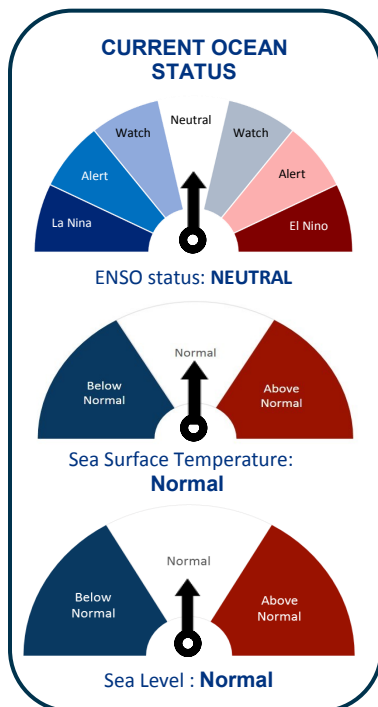 CURRENT OCEAN
STATUS
Neutral
Watch
Watch
Alert
Alert
La Nina
El Nino
ENSO status: NEUTRAL
Normal
Below
Normal
Above
Normal
Sea Surface Temperature:
Normal
Normal
Below
Normal
Above
Normal
Sea Level : Normal